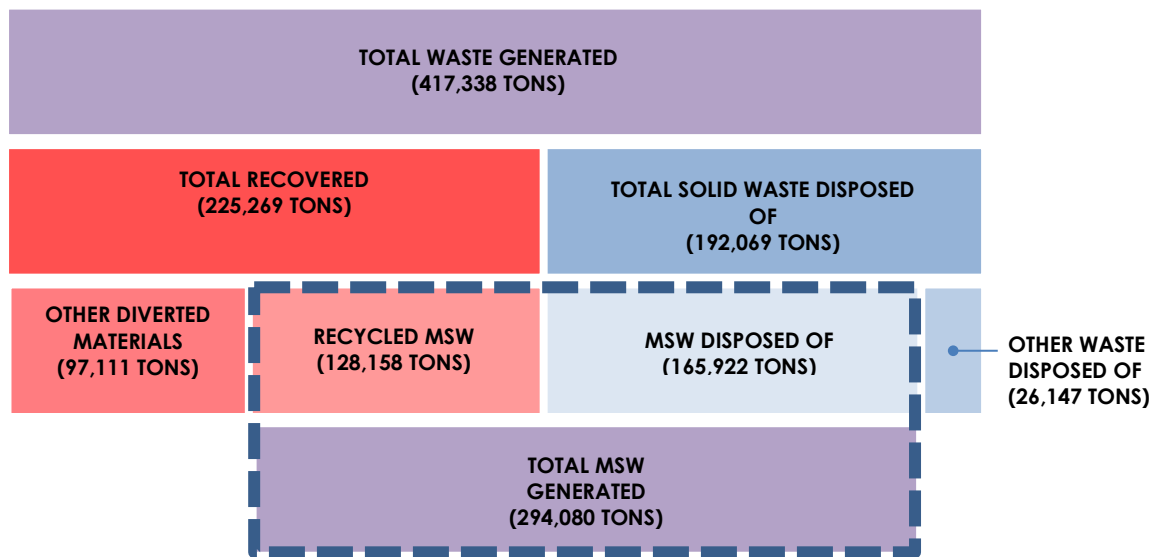 TOTAL WASTE GENERATED
(417,338 TONS)
TOTAL RECOVERED
(225,269 TONS)
TOTAL SOLID WASTE DISPOSED
OF
(192,069 TONS)
OTHER DIVERTED
MATERIALS
(97,111 TONS)
RECYCLED MSW
(128,158 TONS)
MSW DISPOSED OF
(165,922 TONS)
OTHER WASTE
DISPOSED OF
(26,147 TONS)
TOTAL MSW
GENERATED
(294,080 TONS)